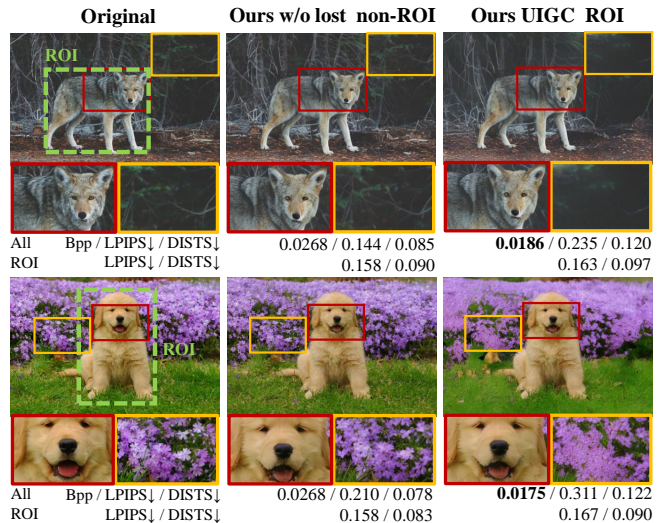 Original Ours w/o lost non-ROI Ours UIGC ROI
ROI
All Bpp / LPIPS↓ / DISTS↓ 0.0268 / 0.144 / 0.085 0.0186 / 0.235 / 0.120
ROI LPIPS↓ / DISTS↓ 0.158 / 0.090 0.163 / 0.097
ROI
All Bpp / LPIPS↓ / DISTS↓ 0.0268 / 0.210 / 0.078 0.0175 / 0.311 / 0.122
ROI LPIPS↓ / DISTS↓ 0.158 / 0.083 0.167 / 0.090